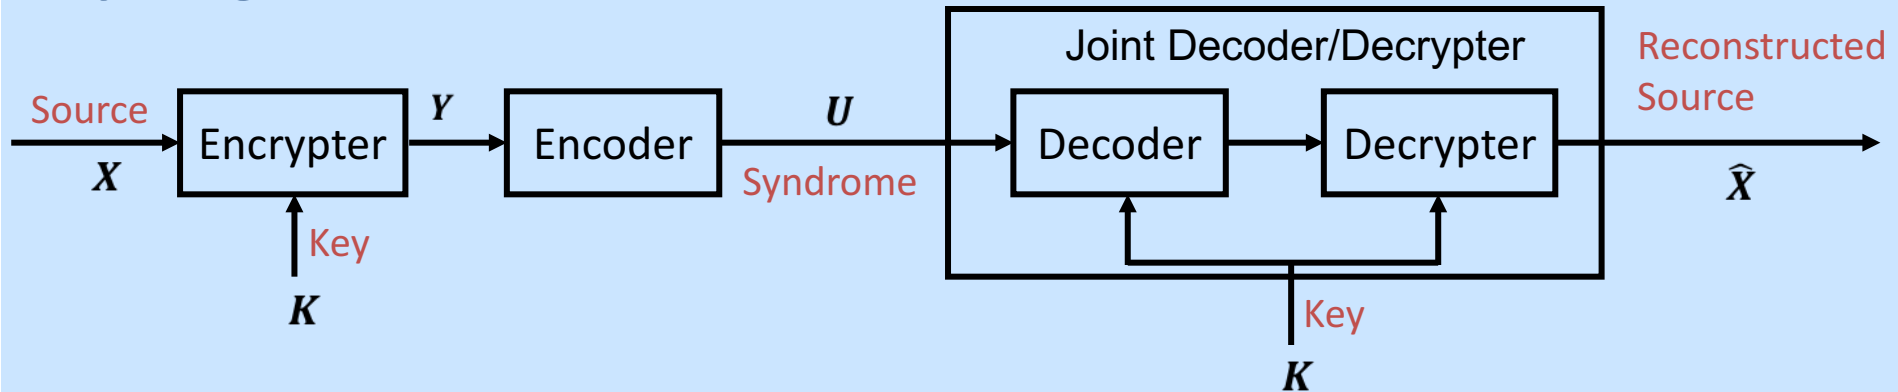 Joint Decoder/Decrypter
Reconstructed
Source
Source
Y
U
Encrypter
Encoder
Decoder
Decrypter
X
Syndrome
X̂
Key
Key
K
K